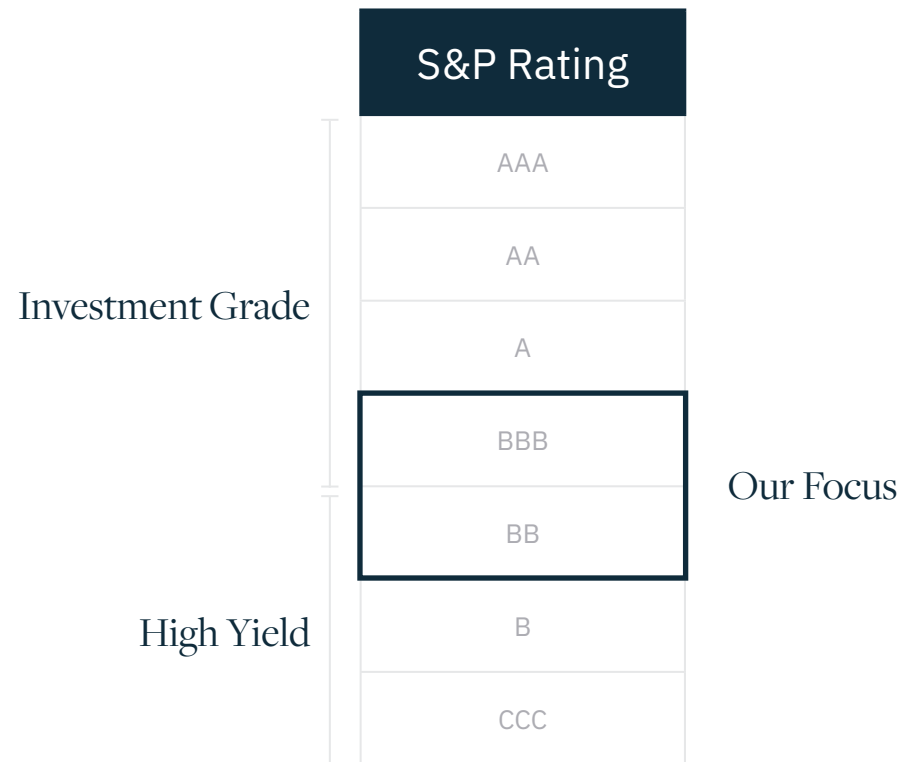 S&P Rating
AAA
AA
Investment Grade
A
BBB
Our Focus
BB
High Yield
B
CCC